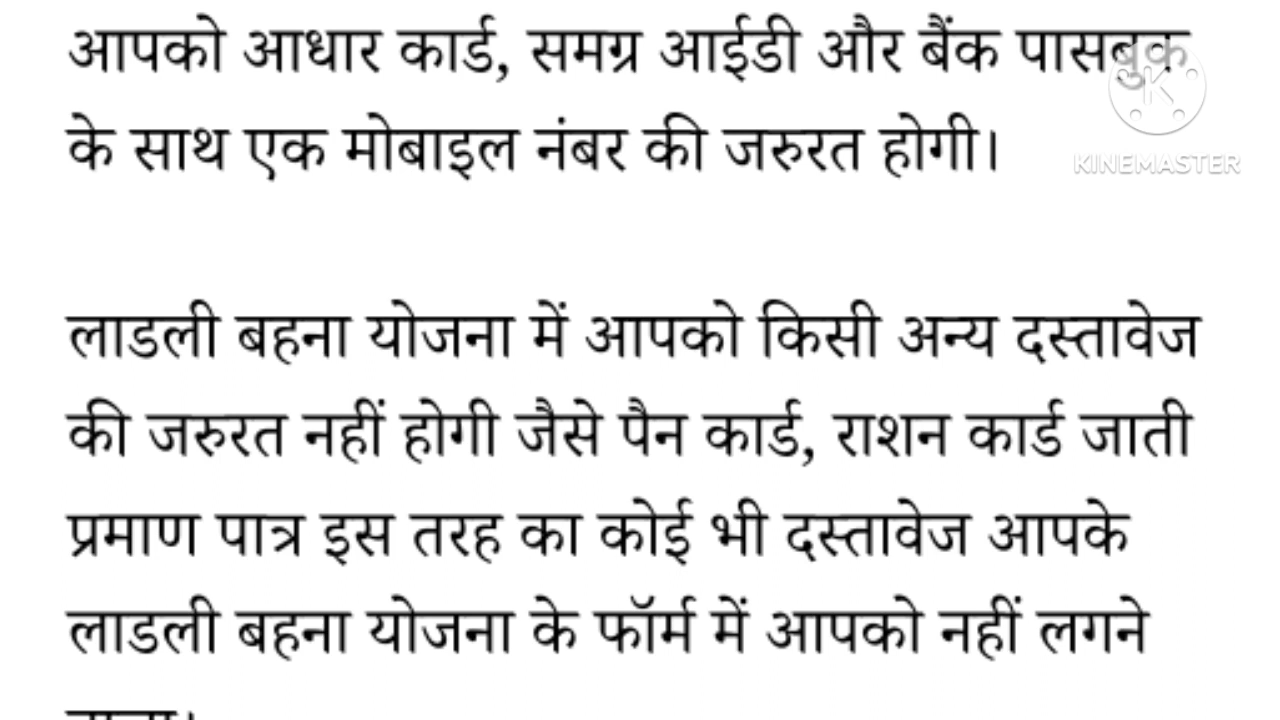 आपको आधार कार्ड, समग्र आईडी और बैंक पासबुक
के साथ एक मोबाइल नंबर की जरुरत होगी।
KINEMASTER
लाडली बहना योजना में आपको किसी अन्य दस्तावेज
की जरुरत नहीं होगी जैसे पैन कार्ड, राशन कार्ड जाती
प्रमाण पात्र इस तरह का कोई भी दस्तावेज आपके
लाडली बहना योजना के फॉर्म में आपको नहीं लगने